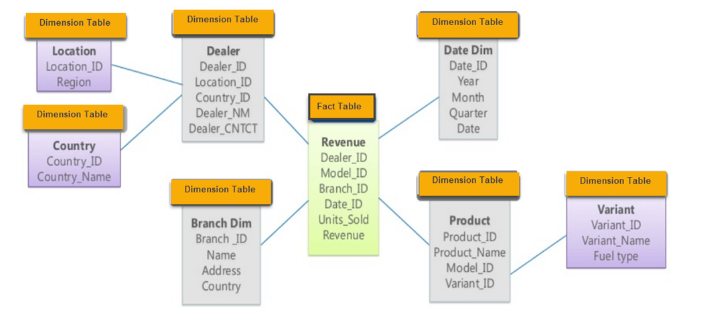 Dimension Table
Location
Location_ID
Region
Dimension Table
Country
Country_ID
Country_Name
Dimension Table
Dealer
Dealer_ID
Location_ID
Country_ID
Dealer_NM
Dealer_CNTCT
Dimension Table
Branch Dim
Branch _ID
Name
Address
Country
Fact Table
Revenue
Dealer_ID
Model_ID
Branch_ID
Date_ID
Units_Sold
Revenue
Dimension Table
Date Dim
Date_ID
Year
Month
Quarter
Date
Dimension Table
Product
Product_ID
Product_Name
Model_ID
Variant_ID
Dimension Table
Variant
Variant_ID
Variant_Name
Fuel type